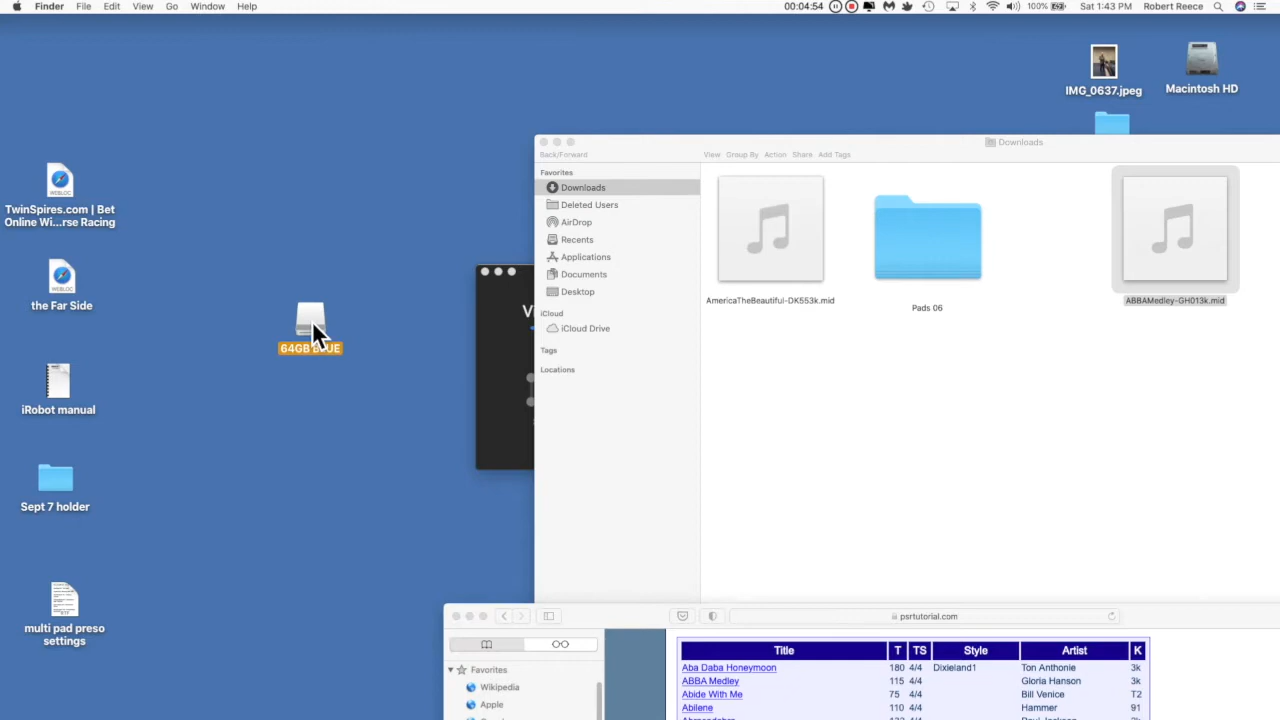 Finder File Edit View Go Window Help
00:04:54 100% Sat 1:43 PM Robert Reece
IMG_0637.jpeg
Macintosh HD
WEBLOC
TwinSpires.com | Bet
Online Wi...rse Racing
WEBLOC
the Far Side
64GB BLUE
iRobot manual
Sept 7 holder
multi pad preso
settings
Downloads
Back/Forward
View Group By Action Share Add Tags
Favorites
Downloads
Deleted Users
AirDrop
Recents
Applications
Documents
Desktop
iCloud
iCloud Drive
Tags
Locations
AmericaTheBeautiful-DK553k.mid
Pads 06
ABBAMedley-GH013k.mid
V
psrtutorial.com
Favorites
Wikipedia
Apple
Title T TS Style Artist K
Aba Daba Honeymoon 180 4/4 Dixieland1 Ton Anthonie 3k
ABBA Medley 115 4/4 Gloria Hanson 3k
Abide With Me 75 4/4 Bill Venice T2
Abilene 110 4/4 Hammer 91